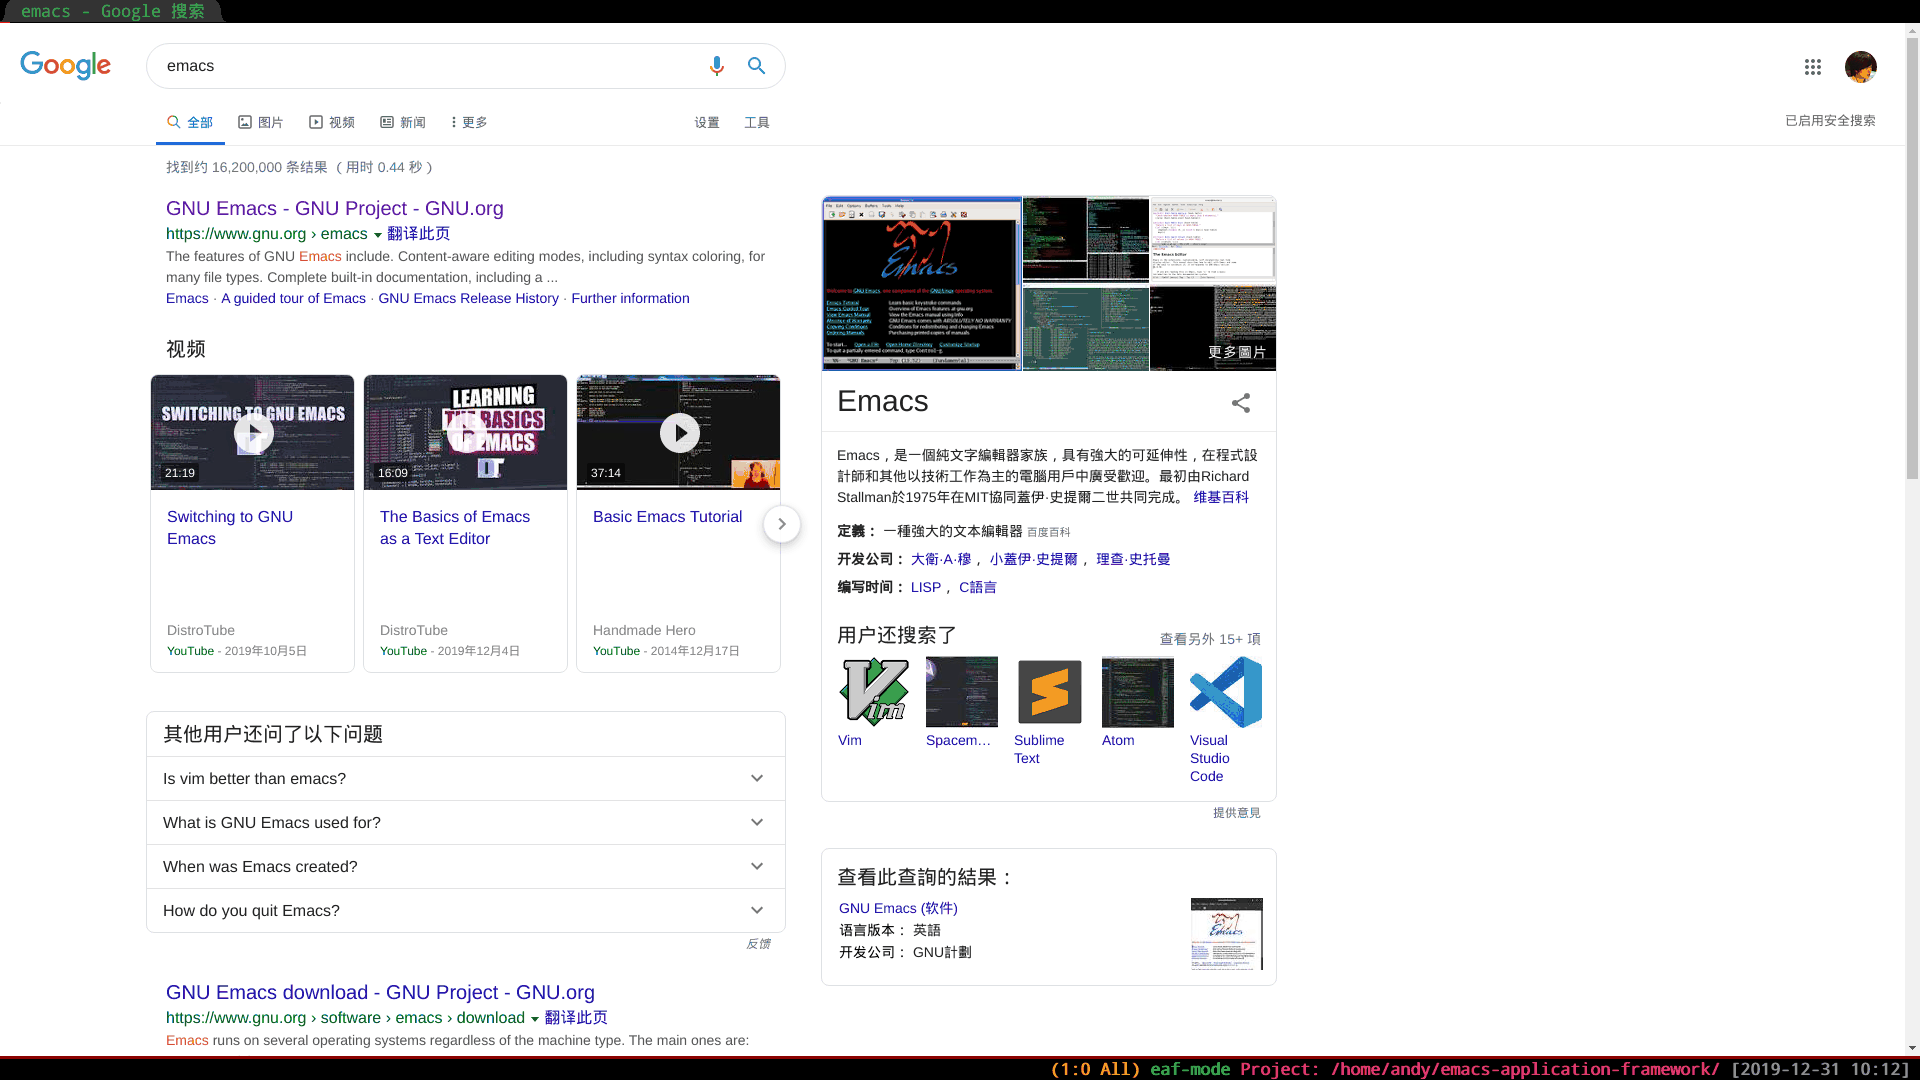 emacs - Google 搜索
Google
emacs
全部 图片 视频 新闻 更多 设置 工具
已启用安全搜索
找到约 16,200,000 条结果 （用时 0.44 秒）
GNU Emacs - GNU Project - GNU.org
https://www.gnu.org › emacs 翻译此页
The features of GNU Emacs include. Content-aware editing modes, including syntax coloring, for
many file types. Complete built-in documentation, including a ...
Emacs · A guided tour of Emacs · GNU Emacs Release History · Further information
视频
SWITCHING TO GNU EMACS
21:19
Switching to GNU
Emacs
DistroTube
YouTube - 2019年10月5日
LEARNING
THE BASICS
OF EMACS
DT
16:09
The Basics of Emacs
as a Text Editor
DistroTube
YouTube - 2019年12月4日
37:14
Basic Emacs Tutorial
Handmade Hero
YouTube - 2014年12月17日
其他用户还问了以下问题
Is vim better than emacs?
What is GNU Emacs used for?
When was Emacs created?
How do you quit Emacs?
反馈
GNU Emacs download - GNU Project - GNU.org
https://www.gnu.org › software › emacs › download 翻译此页
Emacs runs on several operating systems regardless of the machine type. The main ones are:
Emacs
更多圖片
Emacs
Emacs，是一個純文字編輯器家族，具有強大的可延伸性，在程式設
計師和其他以技術工作為主的電腦用戶中廣受歡迎。最初由Richard
Stallman於1975年在MIT協同蓋伊·史提爾二世共同完成。 维基百科
定義： 一種強大的文本編輯器 百度百科
开发公司： 大衛·A·穆， 小蓋伊·史提爾， 理查·史托曼
编写时间： LISP， C語言
用户还搜索了
查看另外 15+ 項
Vim
Vim
Spacem…
Sublime
Text
Atom
Visual
Studio
Code
提供意見
查看此查詢的結果：
GNU Emacs (软件)
语言版本： 英語
开发公司： GNU計劃
Emacs
(1:0 All) eaf-mode Project: /home/andy/emacs-application-framework/ [2019-12-31 10:12]